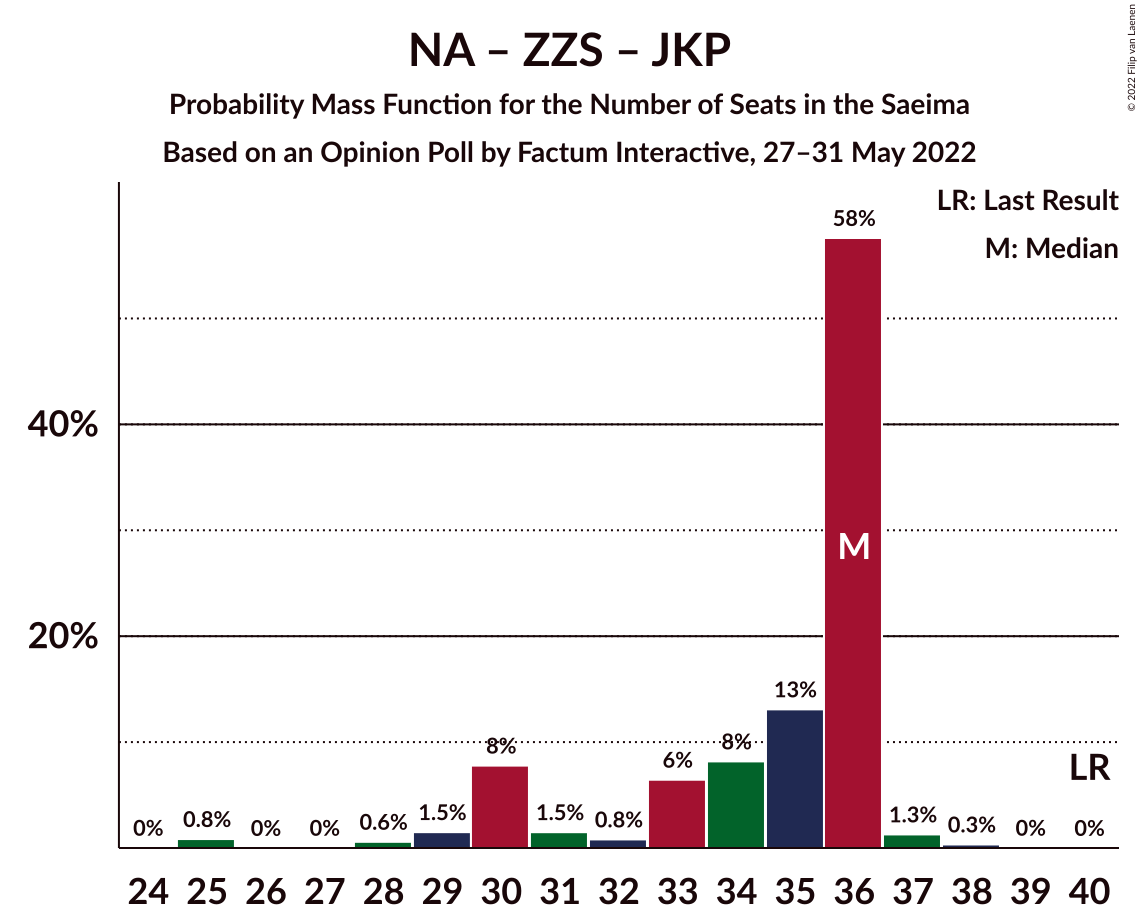 NA – ZZS – JKP
Probability Mass Function for the Number of Seats in the Saeima
Based on an Opinion Poll by Factum Interactive, 27–31 May 2022
© 2022 Filip van Laenen
LR: Last Result
M: Median
58%
40%
M
20%
13%
8%
8%
6%
LR
0%
0.8%
0%
0%
0.6%
1.5%
1.5%
0.8%
1.3%
0.3%
0%
0%
24 25 26 27 28 29 30 31 32 33 34 35 36 37 38 39 40